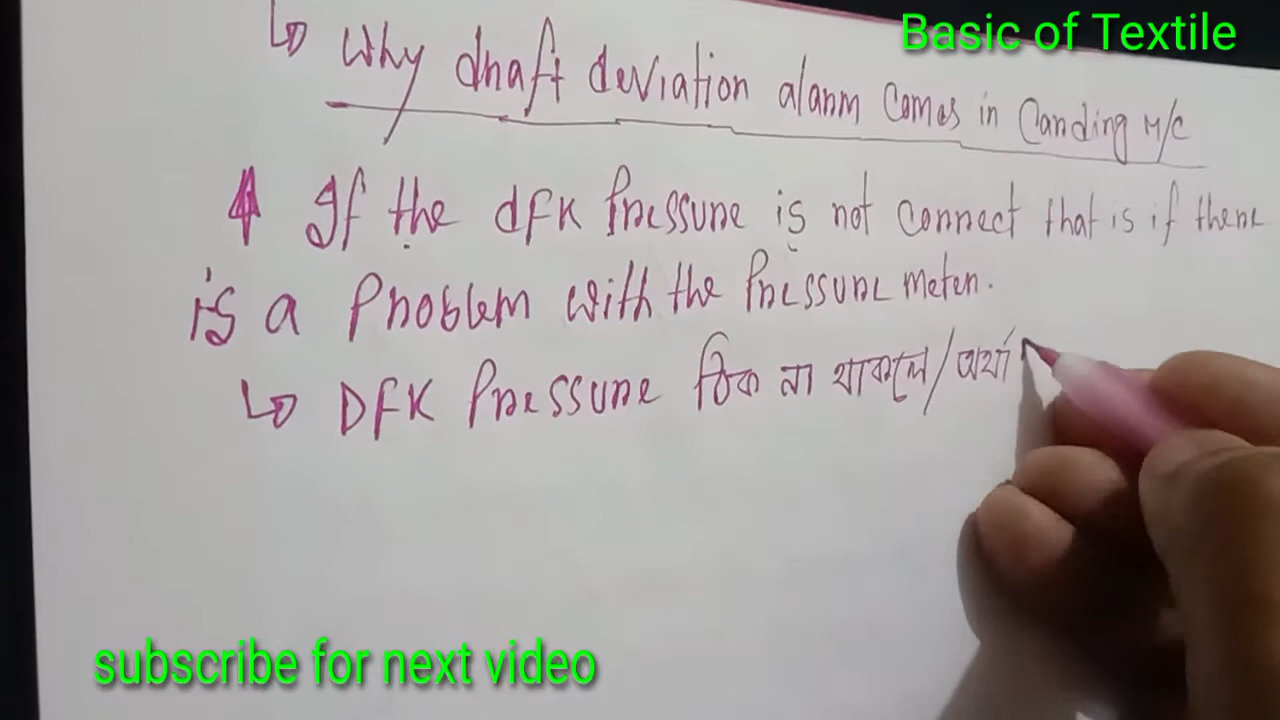 Basic of Textile
↳ Why draft deviation alarm comes in Carding M/C
If the DFK Pressure is not connect that is if there
is a Problem with the Pressure meter.
↳ DFK Pressure ঠিক না থাকলে/অর্থা
subscribe for next video